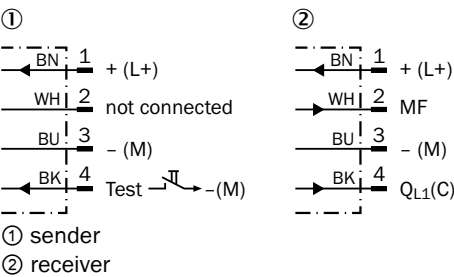 ① ②
BN 1 + (L+)
WH 2 not connected
BU 3 – (M)
BK 4 Test –(M)
BN 1 + (L+)
WH 2 MF
BU 3 – (M)
BK 4 QL1(C)
① sender
② receiver